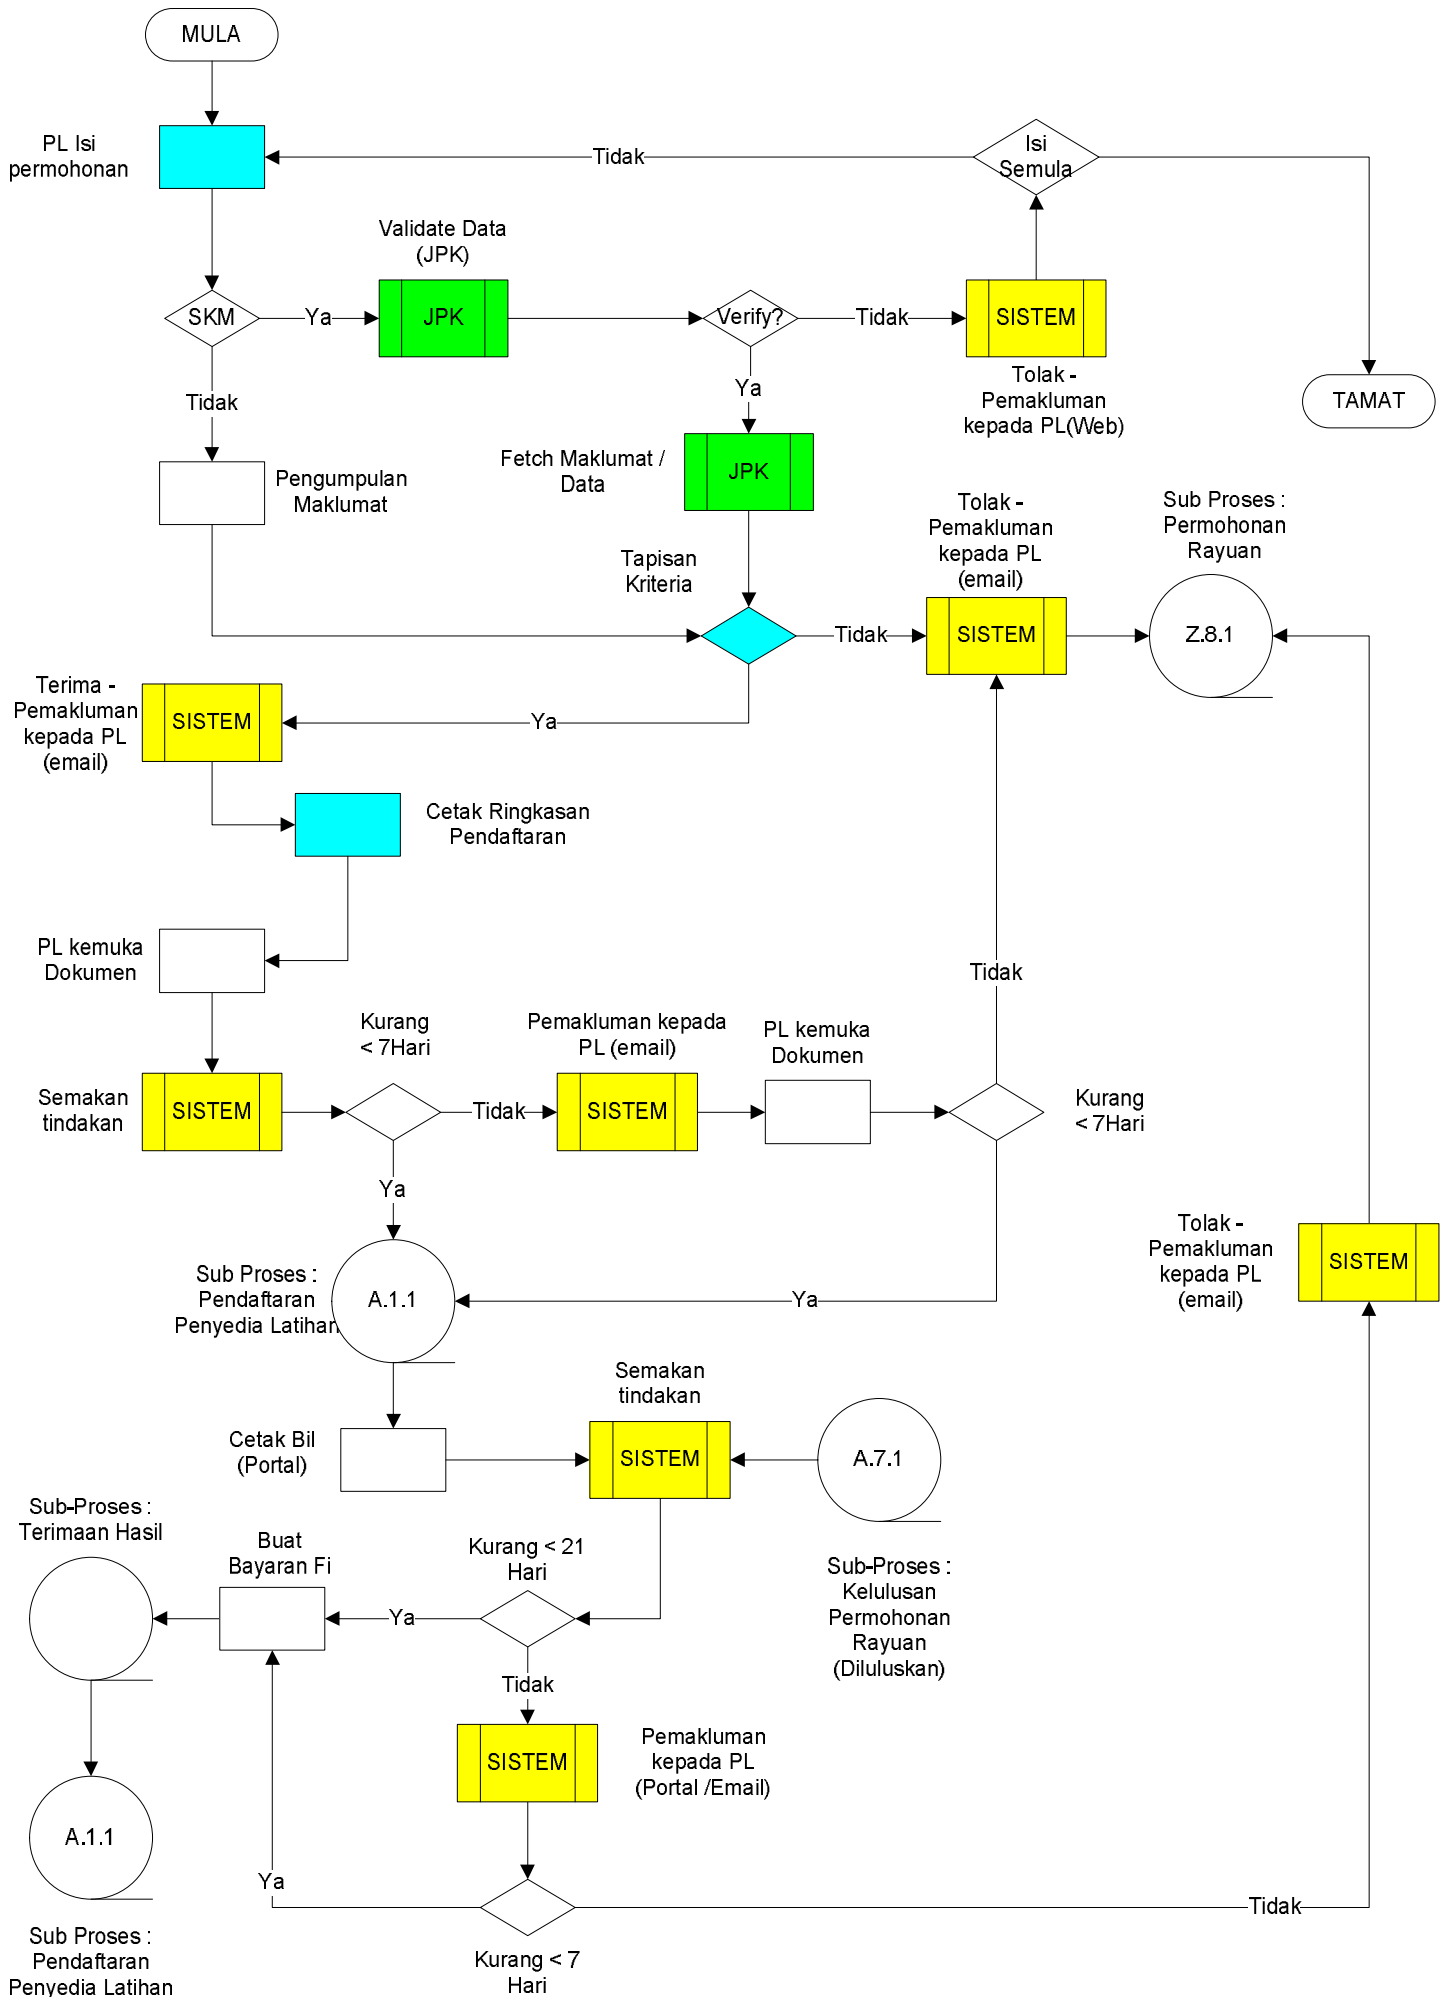 MULA
PL Isi
permohonan
Tidak
Isi
Semula
Validate Data
(JPK)
SKM
Ya
JPK
Verify?
Tidak
SISTEM
Tolak -
Pemakluman
kepada PL(Web)
TAMAT
Tidak
Ya
Pengumpulan
Maklumat
Fetch Maklumat /
Data
JPK
Tolak -
Pemakluman
kepada PL
(email)
Sub Proses :
Permohonan
Rayuan
Tapisan
Kriteria
Tidak
SISTEM
Z.8.1
Terima -
Pemakluman
kepada PL
(email)
SISTEM
Ya
Cetak Ringkasan
Pendaftaran
PL kemuka
Dokumen
Tidak
Kurang
< 7Hari
Pemakluman kepada
PL (email)
PL kemuka
Dokumen
Semakan
tindakan
SISTEM
Tidak
SISTEM
Kurang
< 7Hari
Ya
Sub Proses :
Pendaftaran
Penyedia Latihan
A.1.1
Ya
Tolak -
Pemakluman
kepada PL
(email)
SISTEM
Semakan
tindakan
Cetak Bil
(Portal)
SISTEM
A.7.1
Sub-Proses :
Terimaan Hasil
Buat
Bayaran Fi
Kurang < 21
Hari
Sub-Proses :
Kelulusan
Permohonan
Rayuan
(Diluluskan)
Ya
Tidak
SISTEM
Pemakluman
kepada PL
(Portal /Email)
A.1.1
Ya
Tidak
Sub Proses :
Pendaftaran
Penyedia Latihan
Kurang < 7
Hari